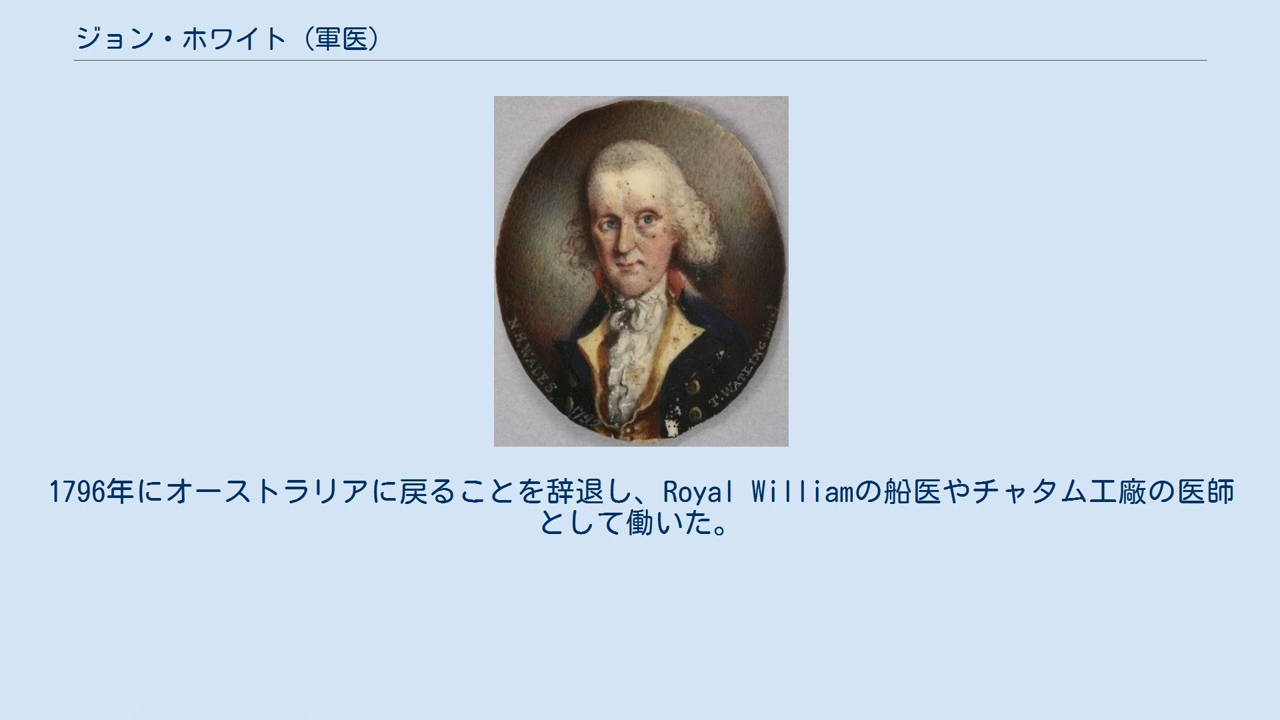 ジョン・ホワイト（軍医）
N.S.WALES
1792
T.WATLING
1796年にオーストラリアに戻ることを辞退し、Royal Williamの船医やチャタム工廠の医師
として働いた。